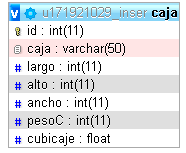 v u171921029_inser caja
id : int(11)
caja : varchar(50)
# largo : int(11)
# alto : int(11)
# ancho : int(11)
# pesoC : int(11)
# cubicaje : float